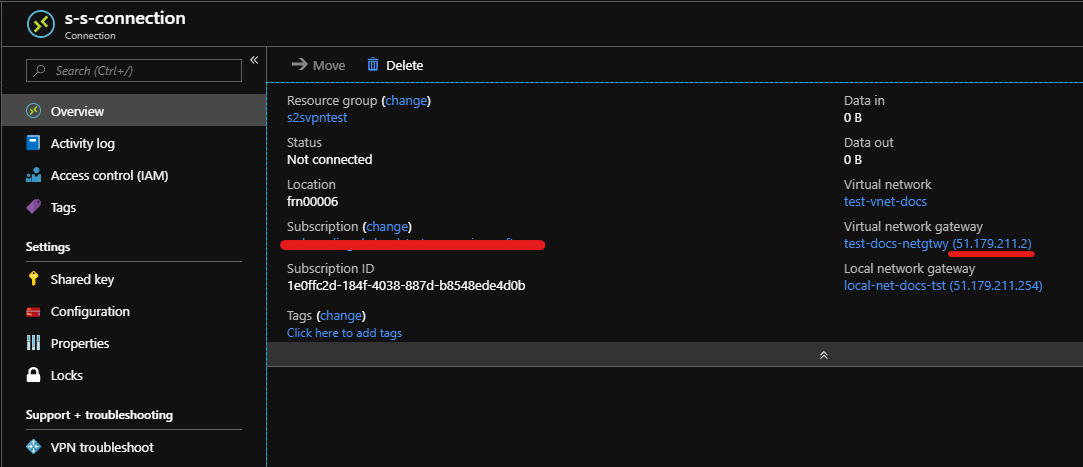 s-s-connection
Connection
Search (Ctrl+/)
«
Overview
Activity log
Access control (IAM)
Tags
Settings
Shared key
Configuration
Properties
Locks
Support + troubleshooting
VPN troubleshoot
Move
Delete
Resource group (change)
s2svpntest
Status
Not connected
Location
frn00006
Subscription (change)
Subscription ID
1e0ffc2d-184f-4038-887d-b8548ede4d0b
Tags (change)
Click here to add tags
Data in
0 B
Data out
0 B
Virtual network
test-vnet-docs
Virtual network gateway
test-docs-netgtwy (51.179.211.2)
Local network gateway
local-net-docs-tst (51.179.211.254)